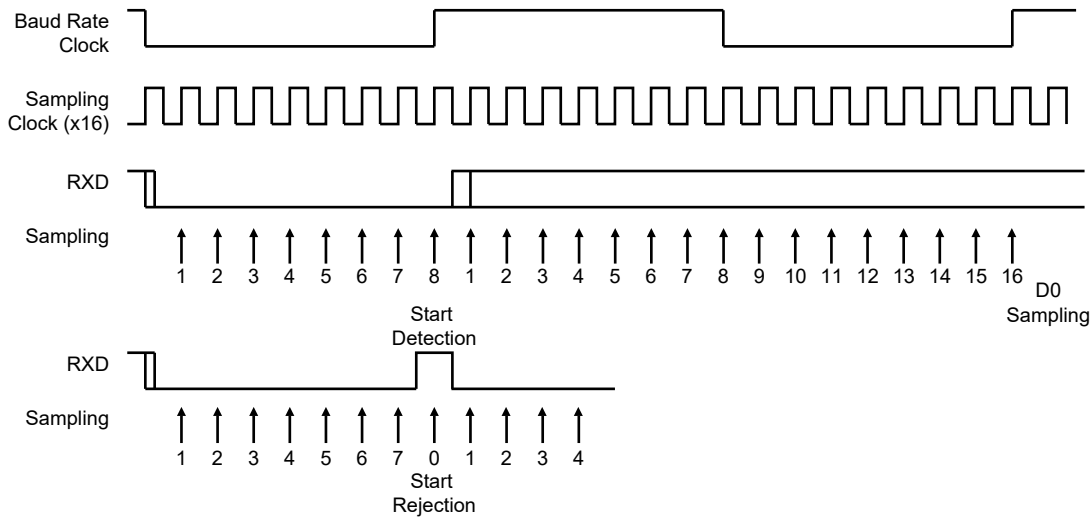 Baud Rate
Clock
Sampling
Clock (x16)
RXD
Sampling
1 2 3 4 5 6 7 8 1 2 3 4 5 6 7 8 9 10 11 12 13 14 15 16
D0
Sampling
Start
Detection
RXD
Sampling
1 2 3 4 5 6 7 0 1 2 3 4
Start
Rejection